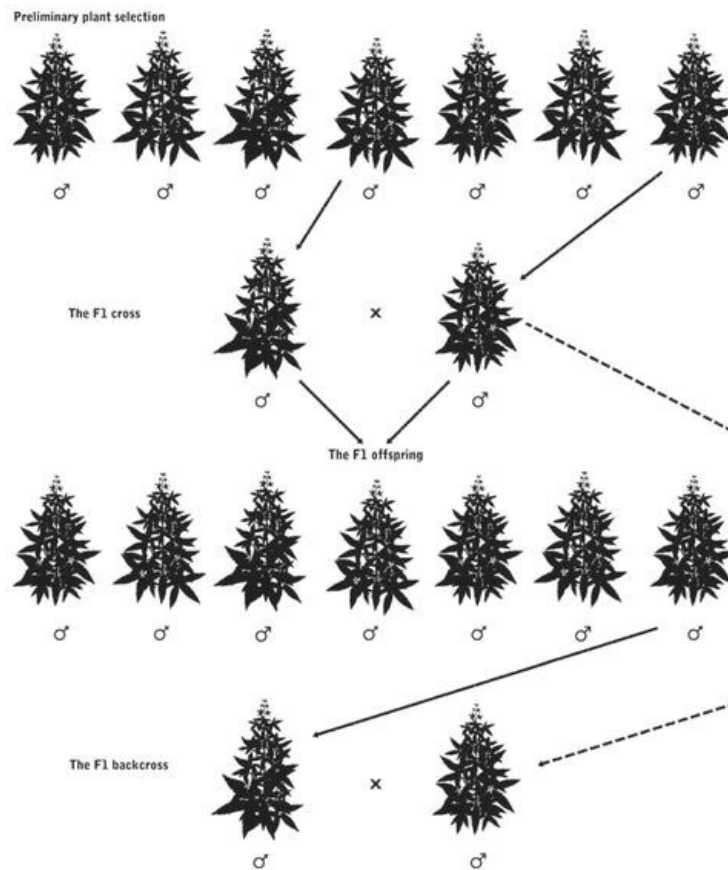 Preliminary plant selection
♂ ♂ ♂ ♂ ♂ ♂ ♂
The F1 cross
×
♂ ♂
The F1 offspring
♂ ♂ ♂ ♂ ♂ ♂ ♂
The F1 backcross
×
♂ ♂